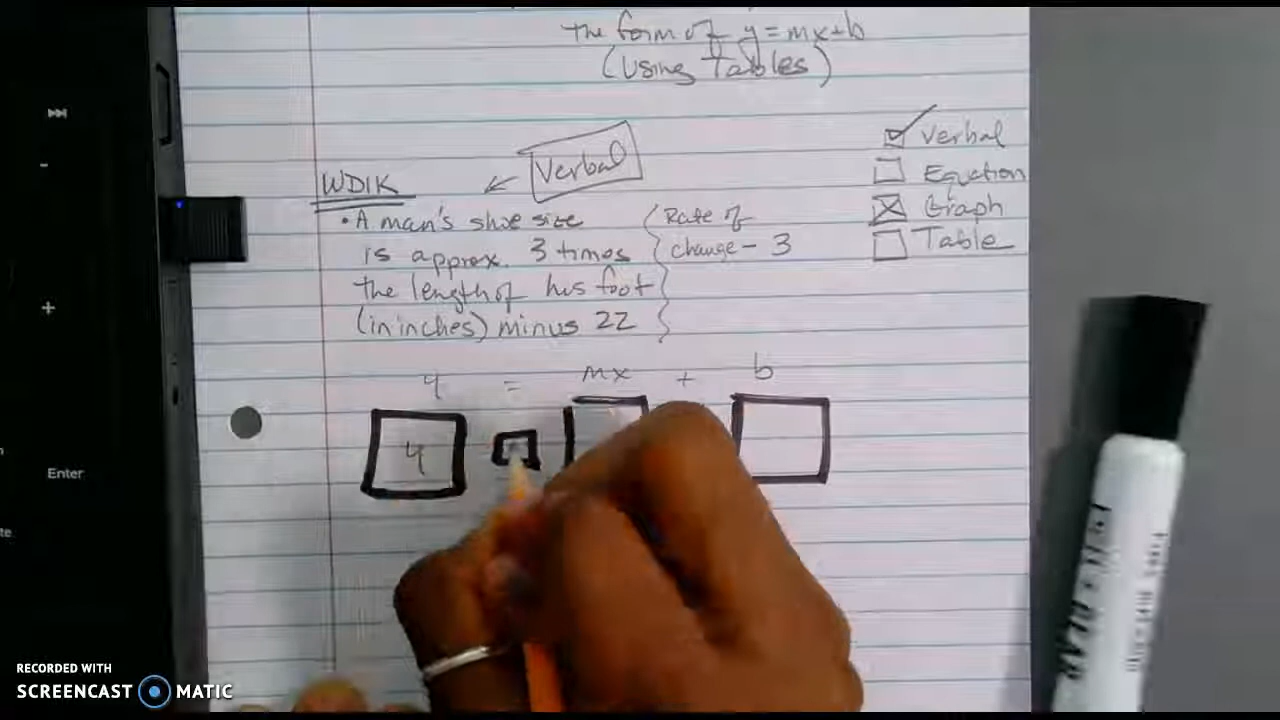 the form of y=mx+b
(Using Tables)
Verbal
WDIK
• A man's shoe size
is approx. 3 times
the length of his foot
(in inches) minus 22
Rate of
change - 3
Verbal
Equation
Graph
Table
y = mx + b
y
Enter
RECORDED WITH
SCREENCAST MATIC